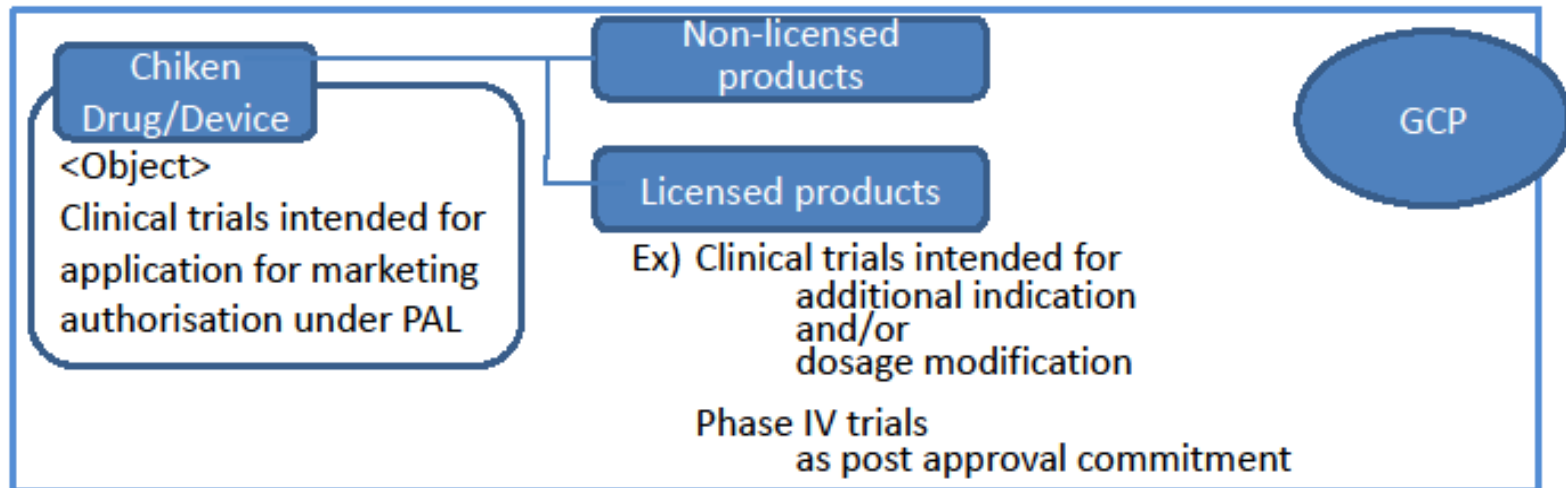 Chiken
Drug/Device
<Object>
Clinical trials intended for
application for marketing
authorisation under PAL
Non-licensed
products
Licensed products
Ex) Clinical trials intended for
additional indication
and/or
dosage modification
Phase IV trials
as post approval commitment
GCP